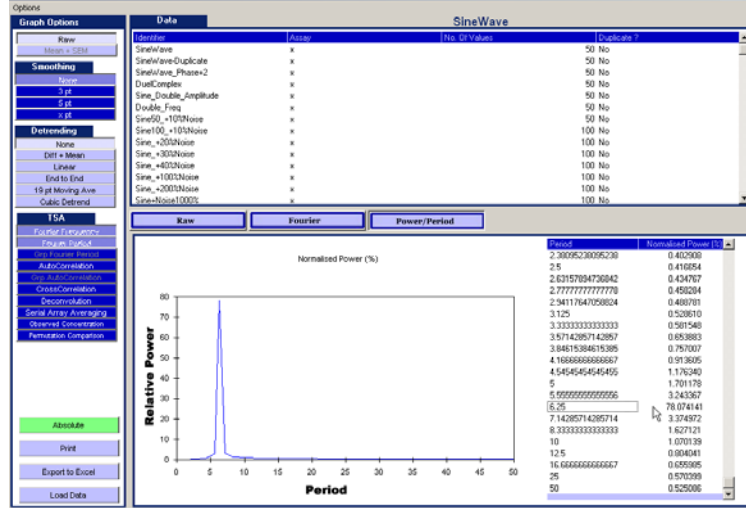 Options
Graph Options
Raw
Mean + SEM
Smoothing
None
3 pt
5 pt
x pt
Detrending
None
Diff + Mean
Linear
End to End
19 pt Moving Ave
Cubic Detrend
TSA
Fourier Frequency
Fourier Period
Grp Fourier Period
AutoCorrelation
Grp AutoCorrelation
CrossCorrelation
Deconvolution
Serial Array Averaging
Observed Concentration
Permutation Comparison
Absolute
Print
Export to Excel
Load Data
Data SineWave
Identifier Assay No. Of Values Duplicate ?
SineWave x 50 No
SineWave-Duplicate x 50 No
SineWave_Phase+2 x 50 No
DuelComplex x 50 No
Sine_Double_Amplitude x 50 No
Double_Freq x 50 No
Sine50_+10%Noise x 50 No
Sine100_+10%Noise x 100 No
Sine_+20%Noise x 100 No
Sine_+30%Noise x 100 No
Sine_+40%Noise x 100 No
Sine_+100%Noise x 100 No
Sine_+200%Noise x 100 No
Sine+Noise1000% x 100 No
Raw Fourier Power/Period
Normalised Power (%)
Relative Power
80
70
60
50
40
30
20
10
0
0 5 10 15 20 25 30 35 40 45 50
Period
Period Normalised Power (%)
2.38095238095238 0.402908
2.5 0.416654
2.63157894736842 0.434767
2.77777777777778 0.458284
2.94117647058824 0.488781
3.125 0.528610
3.33333333333333 0.581548
3.57142857142857 0.653883
3.84615384615385 0.757007
4.16666666666667 0.913605
4.54545454545455 1.176340
5 1.701178
5.55555555555556 3.243367
6.25 78.074141
7.14285714285714 3.374972
8.33333333333333 1.627121
10 1.070139
12.5 0.804041
16.6666666666667 0.655985
25 0.570399
50 0.525006